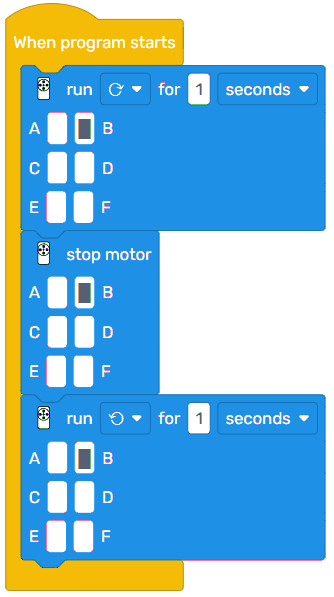 When program starts
run for 1 seconds
A B
C D
E F
stop motor
A B
C D
E F
run for 1 seconds
A B
C D
E F